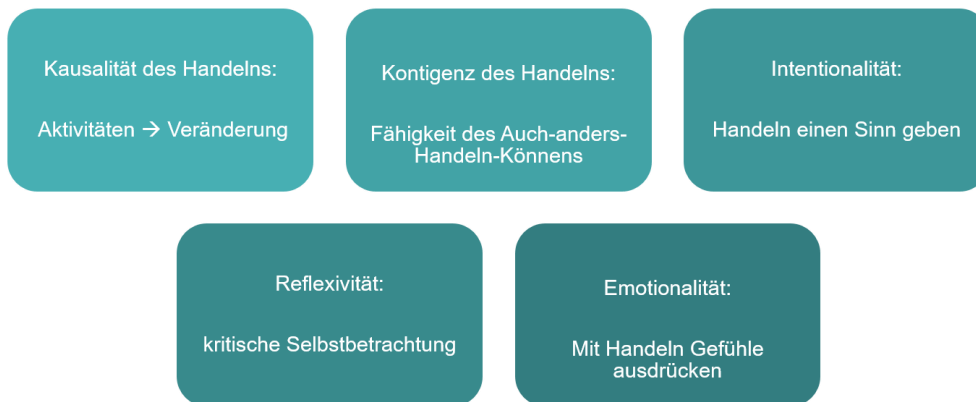 Kausalität des Handelns:
Aktivitäten → Veränderung
Kontigenz des Handelns:
Fähigkeit des Auch-anders-
Handeln-Könnens
Intentionalität:
Handeln einen Sinn geben
Reflexivität:
kritische Selbstbetrachtung
Emotionalität:
Mit Handeln Gefühle
ausdrücken